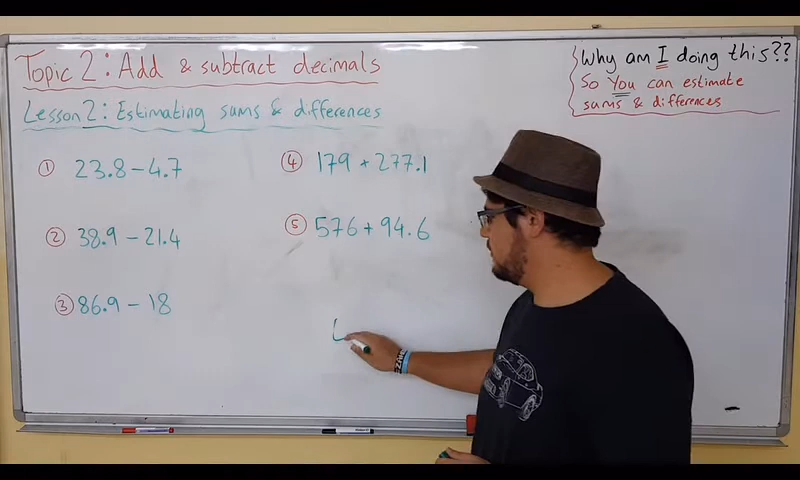 Topic 2: Add & subtract decimals
Lesson 2: Estimating sums & differences
Why am I doing this??
So You can estimate
sums & differences
① 23.8 - 4.7
② 38.9 - 21.4
③ 86.9 - 18
④ 179 + 277.1
⑤ 576 + 94.6